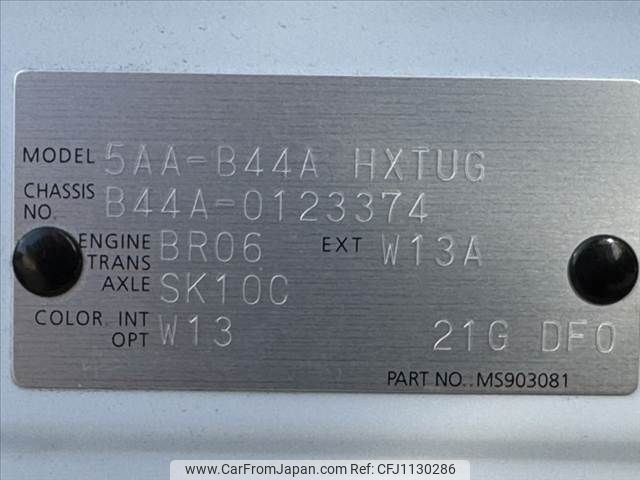 MODEL 5AA-B44A HXTUG
CHASSIS NO. B44A-0123374
ENGINE BR06 EXT W13A
TRANS
AXLE SK10C
COLOR, INT W13
OPT 21G DF0
PART NO..MS903081
www.CarFromJapan.com ID: CFJ1130286